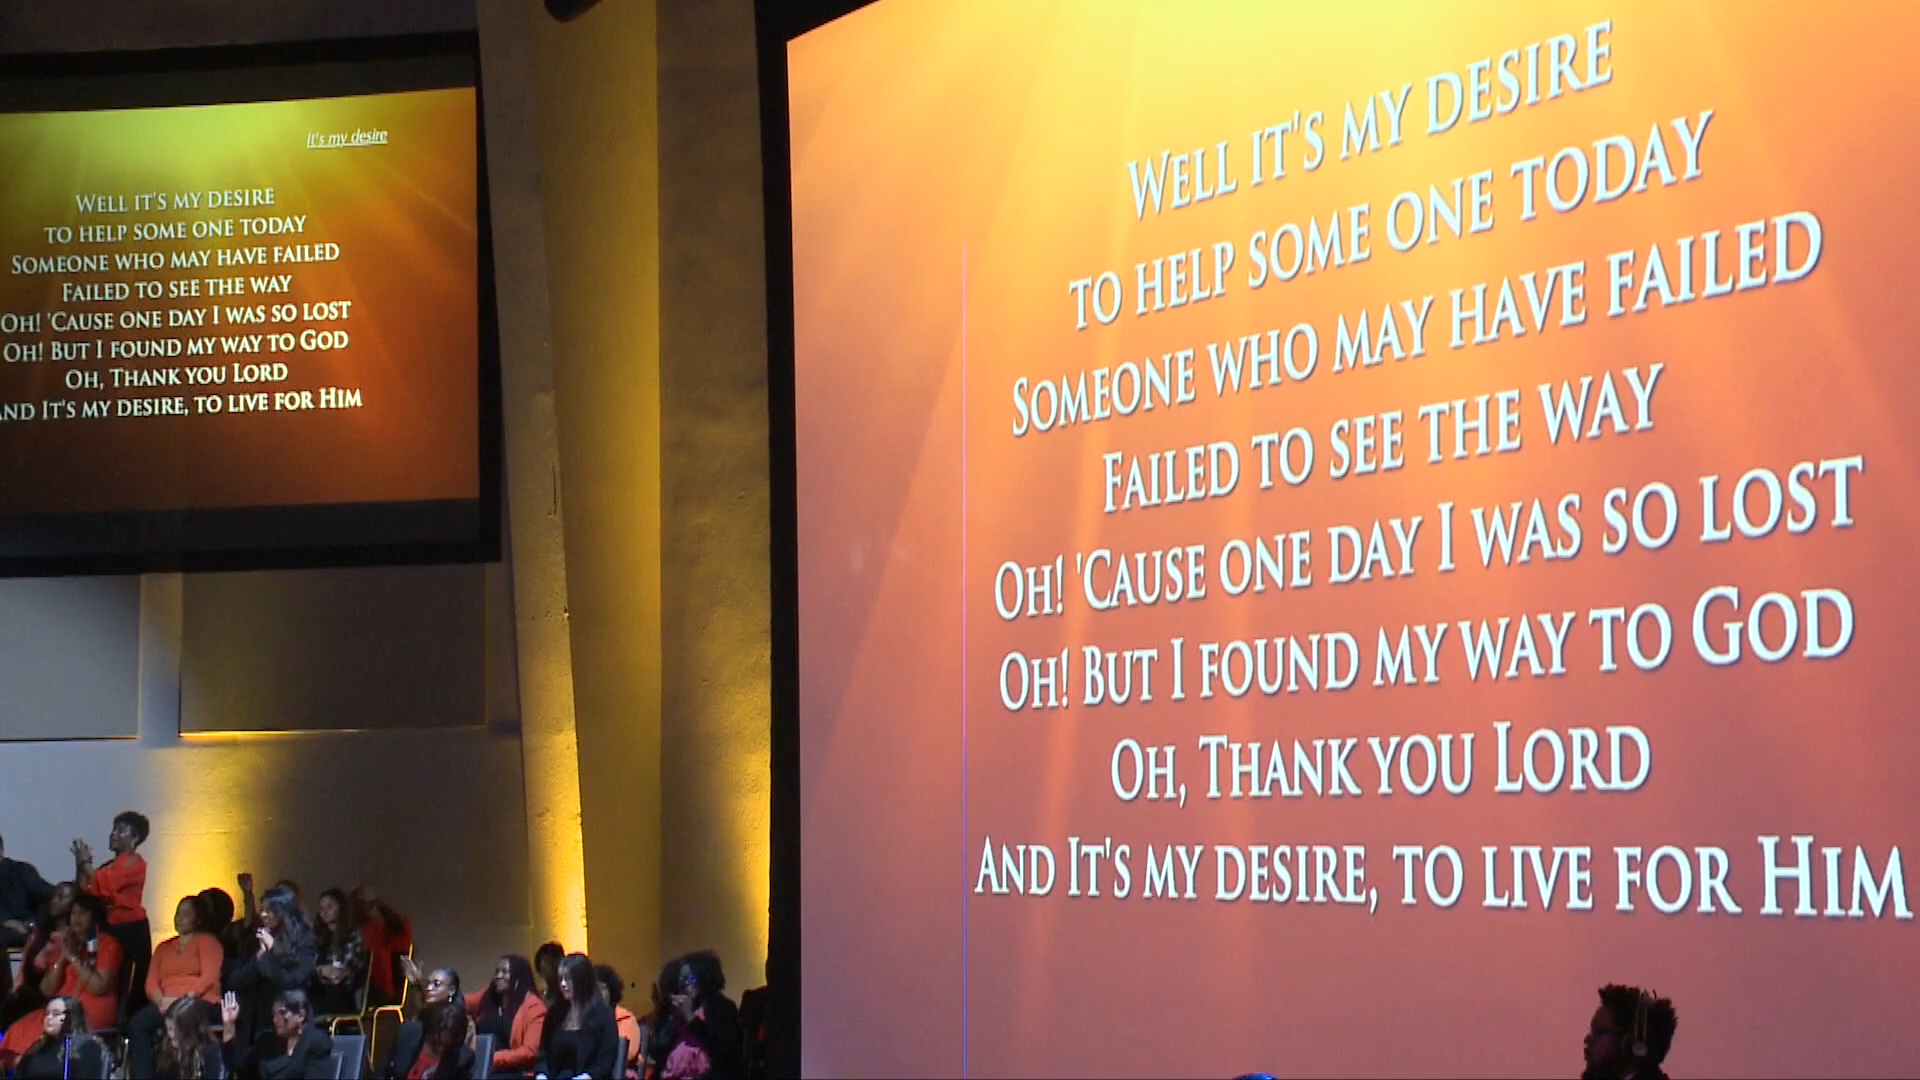 it's my desire
WELL IT'S MY DESIRE
TO HELP SOME ONE TODAY
SOMEONE WHO MAY HAVE FAILED
FAILED TO SEE THE WAY
OH! 'CAUSE ONE DAY I WAS SO LOST
OH! BUT I FOUND MY WAY TO GOD
OH, THANK YOU LORD
AND IT'S MY DESIRE, TO LIVE FOR HIM
WELL IT'S MY DESIRE
TO HELP SOME ONE TODAY
SOMEONE WHO MAY HAVE FAILED
FAILED TO SEE THE WAY
OH! 'CAUSE ONE DAY I WAS SO LOST
OH! BUT I FOUND MY WAY TO GOD
OH, THANK YOU LORD
AND IT'S MY DESIRE, TO LIVE FOR HIM